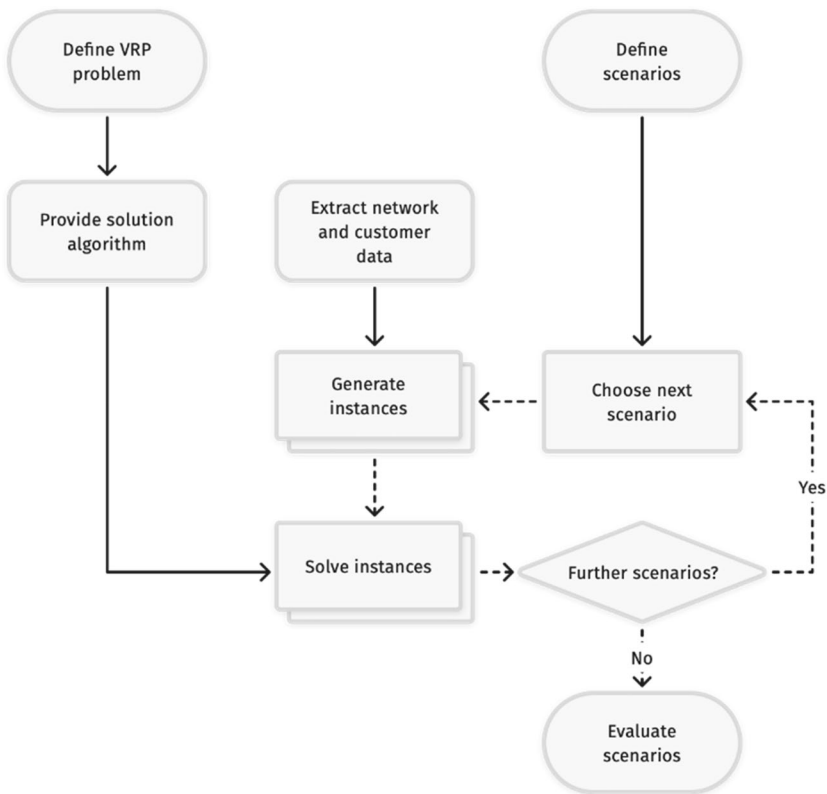 Define VRP
problem
Define
scenarios
Provide solution
algorithm
Extract network
and customer
data
Generate
instances
Choose next
scenario
Yes
Solve instances
Further scenarios?
No
Evaluate
scenarios